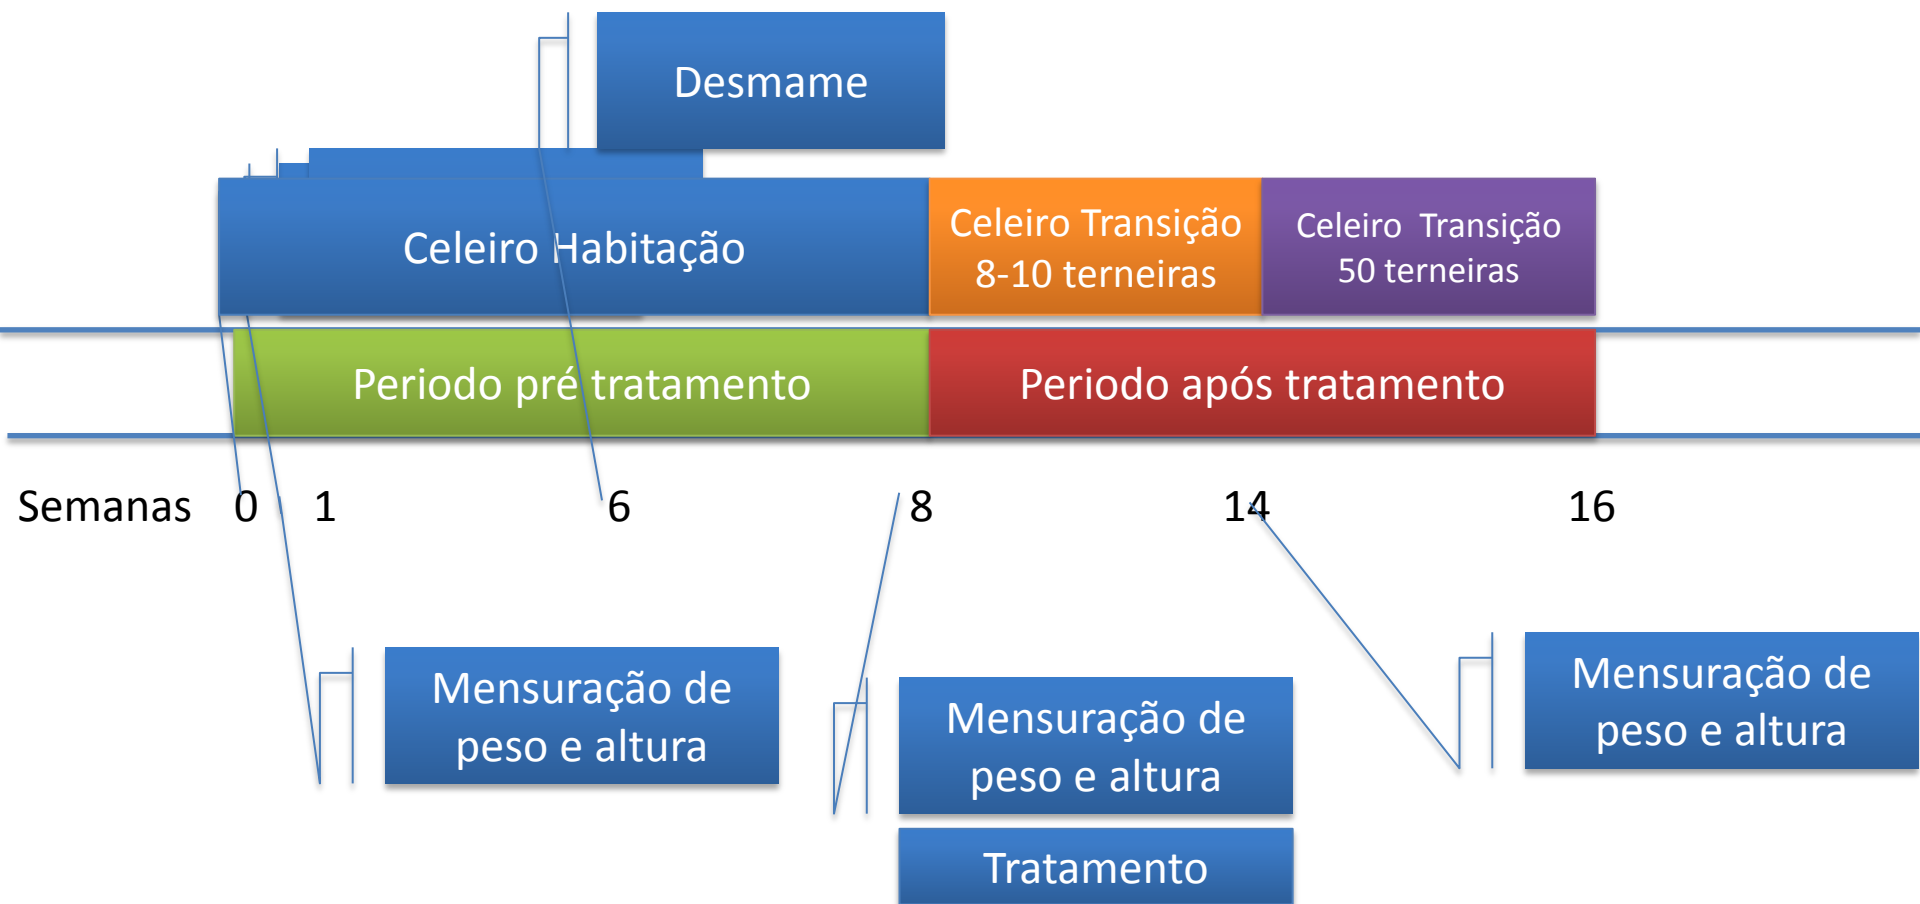 Desmame
Celeiro Habitação
Celeiro Transição
8-10 terneiras
Celeiro  Transição
50 terneiras
Periodo pré tratamento
Periodo após tratamento
Semanas 0 1 6 8 14 16
Mensuração de
peso e altura
Mensuração de
peso e altura
Mensuração de
peso e altura
Tratamento